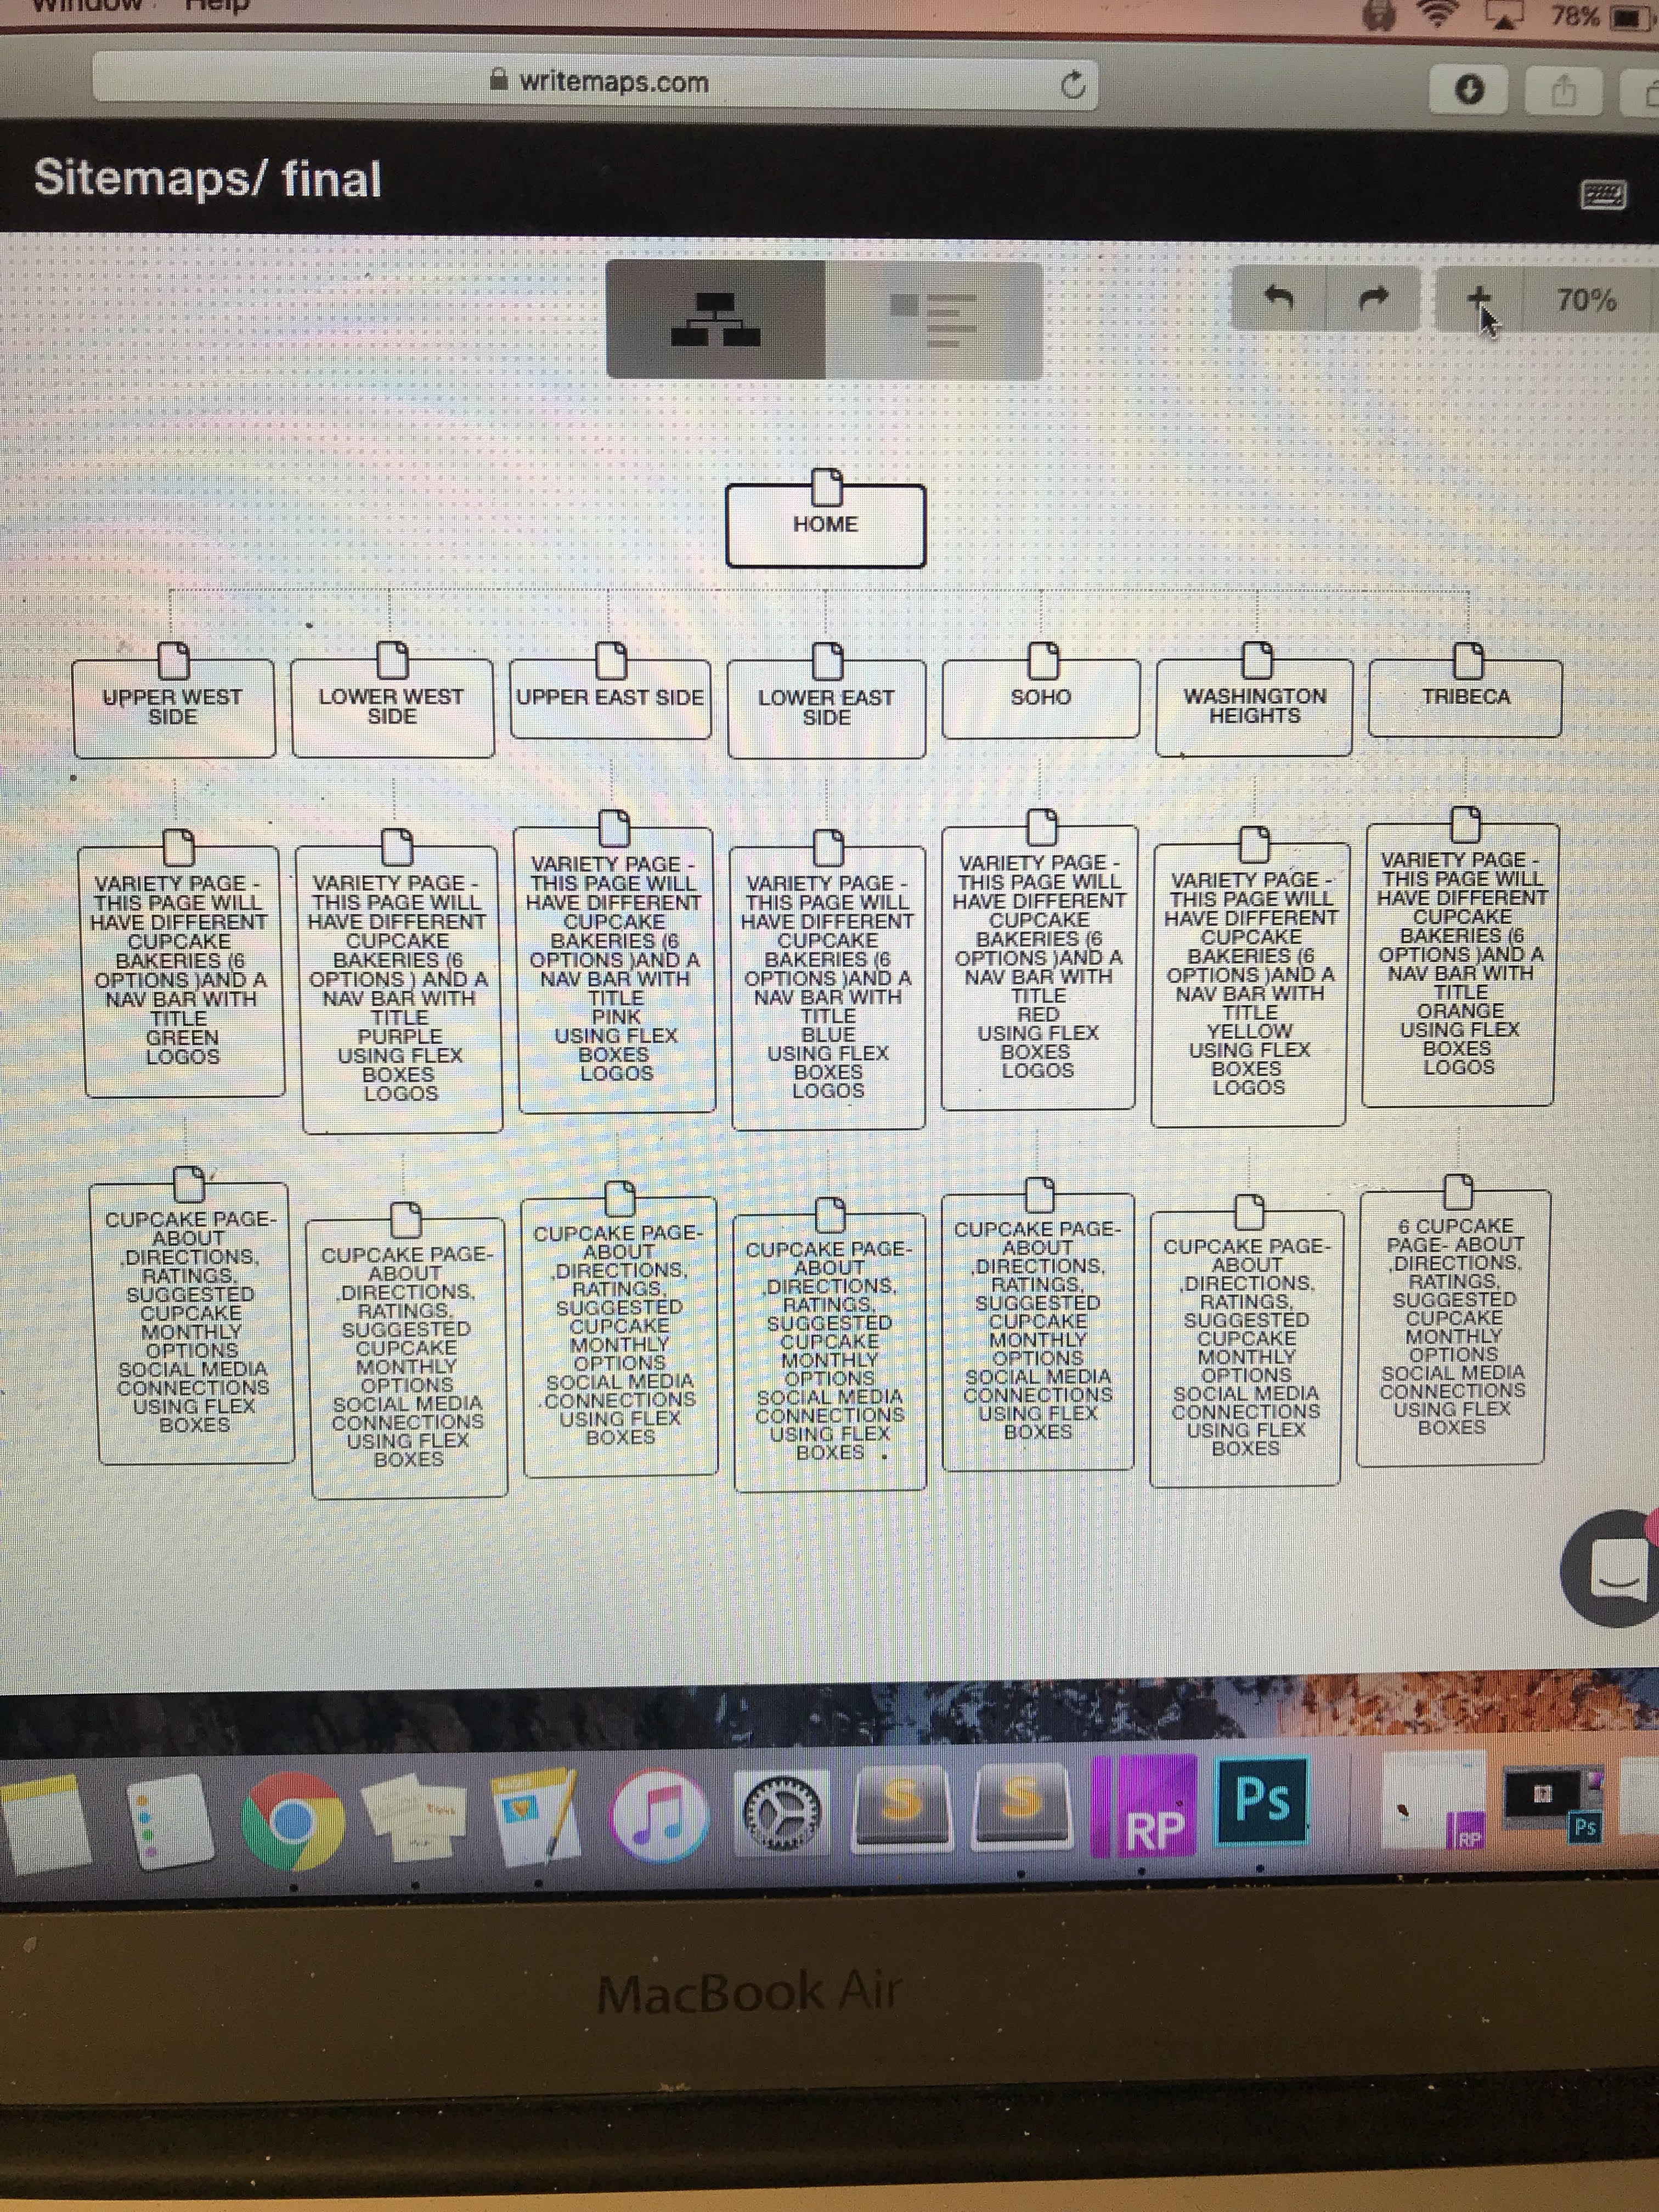 Window Help
78%
writemaps.com
Sitemaps/ final
70%
HOME
UPPER WEST
SIDE
LOWER WEST
SIDE
UPPER EAST SIDE
LOWER EAST
SIDE
SOHO
WASHINGTON
HEIGHTS
TRIBECA
VARIETY PAGE -
THIS PAGE WILL
HAVE DIFFERENT
CUPCAKE
BAKERIES (6
OPTIONS )AND A
NAV BAR WITH
TITLE
GREEN
LOGOS
VARIETY PAGE -
THIS PAGE WILL
HAVE DIFFERENT
CUPCAKE
BAKERIES (6
OPTIONS ) AND A
NAV BAR WITH
TITLE
PURPLE
USING FLEX
BOXES
LOGOS
VARIETY PAGE -
THIS PAGE WILL
HAVE DIFFERENT
CUPCAKE
BAKERIES (6
OPTIONS )AND A
NAV BAR WITH
TITLE
PINK
USING FLEX
BOXES
LOGOS
VARIETY PAGE -
THIS PAGE WILL
HAVE DIFFERENT
CUPCAKE
BAKERIES (6
OPTIONS )AND A
NAV BAR WITH
TITLE
BLUE
USING FLEX
BOXES
LOGOS
VARIETY PAGE -
THIS PAGE WILL
HAVE DIFFERENT
CUPCAKE
BAKERIES (6
OPTIONS )AND A
NAV BAR WITH
TITLE
RED
USING FLEX
BOXES
LOGOS
VARIETY PAGE -
THIS PAGE WILL
HAVE DIFFERENT
CUPCAKE
BAKERIES (6
OPTIONS )AND A
NAV BAR WITH
TITLE
YELLOW
USING FLEX
BOXES
LOGOS
VARIETY PAGE -
THIS PAGE WILL
HAVE DIFFERENT
CUPCAKE
BAKERIES (6
OPTIONS )AND A
NAV BAR WITH
TITLE
ORANGE
USING FLEX
BOXES
LOGOS
CUPCAKE PAGE-
ABOUT
,DIRECTIONS,
RATINGS,
SUGGESTED
CUPCAKE
MONTHLY
OPTIONS
SOCIAL MEDIA
CONNECTIONS
USING FLEX
BOXES
CUPCAKE PAGE-
ABOUT
,DIRECTIONS,
RATINGS,
SUGGESTED
CUPCAKE
MONTHLY
OPTIONS
SOCIAL MEDIA
CONNECTIONS
USING FLEX
BOXES
CUPCAKE PAGE-
ABOUT
,DIRECTIONS,
RATINGS,
SUGGESTED
CUPCAKE
MONTHLY
OPTIONS
SOCIAL MEDIA
CONNECTIONS
USING FLEX
BOXES
CUPCAKE PAGE-
ABOUT
,DIRECTIONS,
RATINGS,
SUGGESTED
CUPCAKE
MONTHLY
OPTIONS
SOCIAL MEDIA
CONNECTIONS
USING FLEX
BOXES
CUPCAKE PAGE-
ABOUT
,DIRECTIONS,
RATINGS,
SUGGESTED
CUPCAKE
MONTHLY
OPTIONS
SOCIAL MEDIA
CONNECTIONS
USING FLEX
BOXES
CUPCAKE PAGE-
ABOUT
,DIRECTIONS,
RATINGS,
SUGGESTED
CUPCAKE
MONTHLY
OPTIONS
SOCIAL MEDIA
CONNECTIONS
USING FLEX
BOXES
6 CUPCAKE
PAGE- ABOUT
,DIRECTIONS,
RATINGS,
SUGGESTED
CUPCAKE
MONTHLY
OPTIONS
SOCIAL MEDIA
CONNECTIONS
USING FLEX
BOXES
S
S
RP
Ps
RP
Ps
MacBook Air